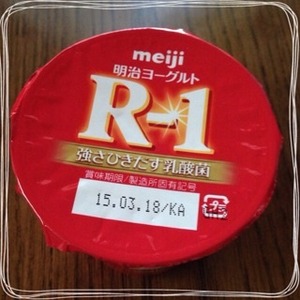 meiji
明治ヨーグルト
R-1
強さひきだす乳酸菌
賞味期限/製造所固有記号
15.03.18/KA